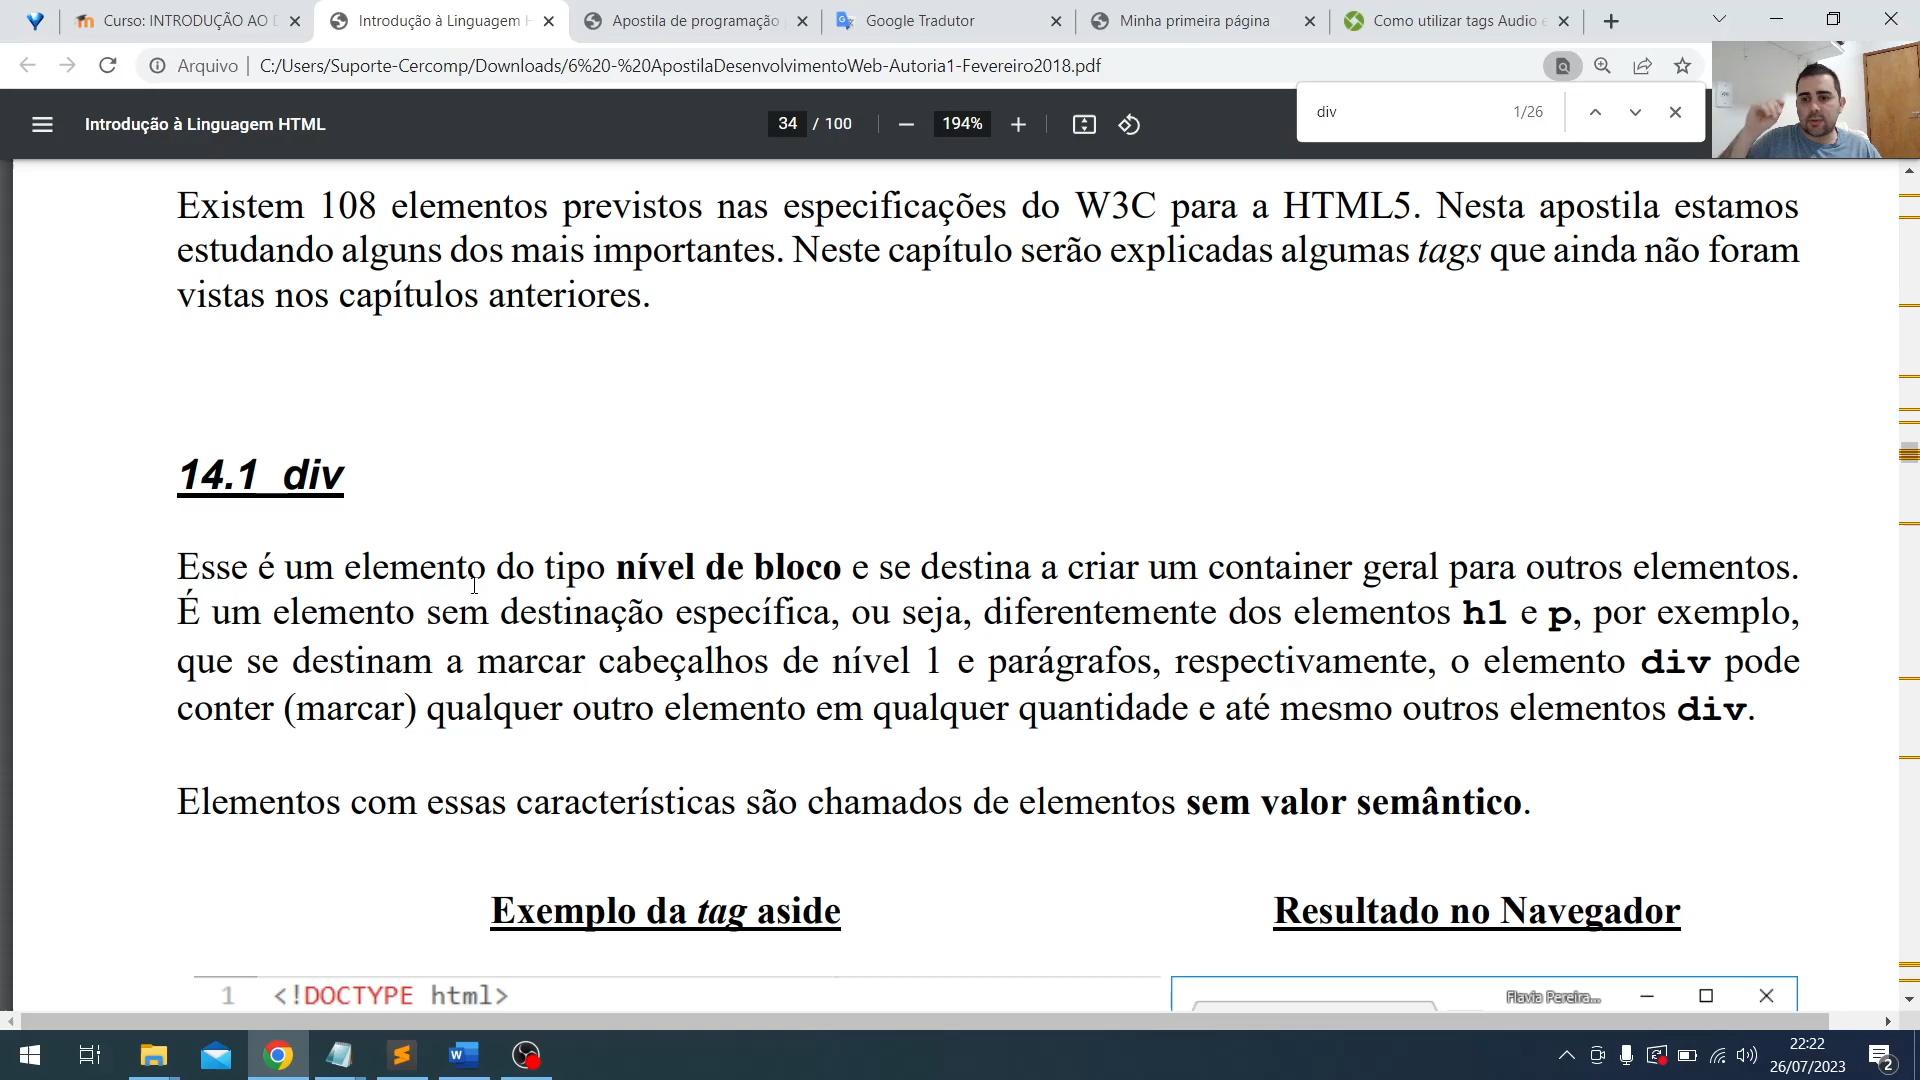 Curso: INTRODUÇÃO AO D
Introdução à Linguagem H
Apostila de programação
Google Tradutor
Minha primeira página
Como utilizar tags Audio e
Arquivo
C:/Users/Suporte-Cercomp/Downloads/6%20-%20ApostilaDesenvolvimentoWeb-Autoria1-Fevereiro2018.pdf
div
1/26
Introdução à Linguagem HTML
34 / 100
194%
Existem 108 elementos previstos nas especificações do W3C para a HTML5. Nesta apostila estamos
estudando alguns dos mais importantes. Neste capítulo serão explicadas algumas tags que ainda não foram
vistas nos capítulos anteriores.
14.1 div
Esse é um elemento do tipo nível de bloco e se destina a criar um container geral para outros elementos.
É um elemento sem destinação específica, ou seja, diferentemente dos elementos h1 e p, por exemplo,
que se destinam a marcar cabeçalhos de nível 1 e parágrafos, respectivamente, o elemento div pode
conter (marcar) qualquer outro elemento em qualquer quantidade e até mesmo outros elementos div.
Elementos com essas características são chamados de elementos sem valor semântico.
Exemplo da tag aside
Resultado no Navegador
1 <!DOCTYPE html>
Flavia Pereira...
22:22
26/07/2023
2